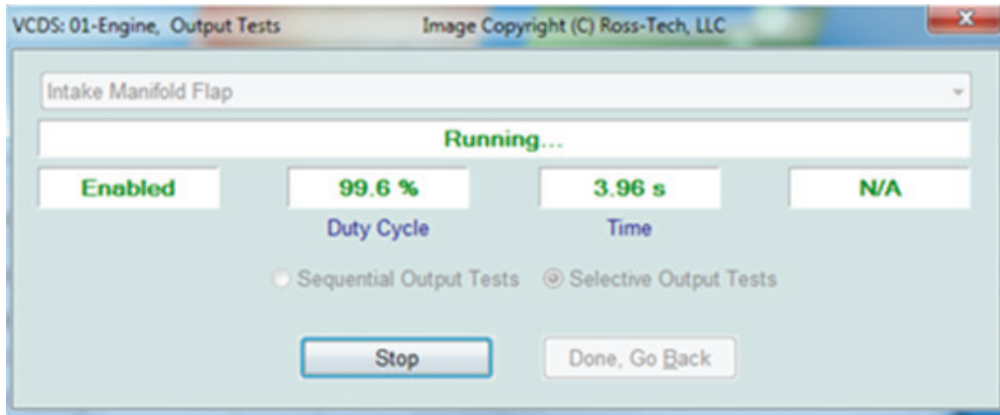 VCDS: 01-Engine, Output Tests Image Copyright (C) Ross-Tech, LLC
Intake Manifold Flap
Running...
Enabled 99.6 % 3.96 s N/A
Duty Cycle Time
Sequential Output Tests Selective Output Tests
Stop Done, Go Back